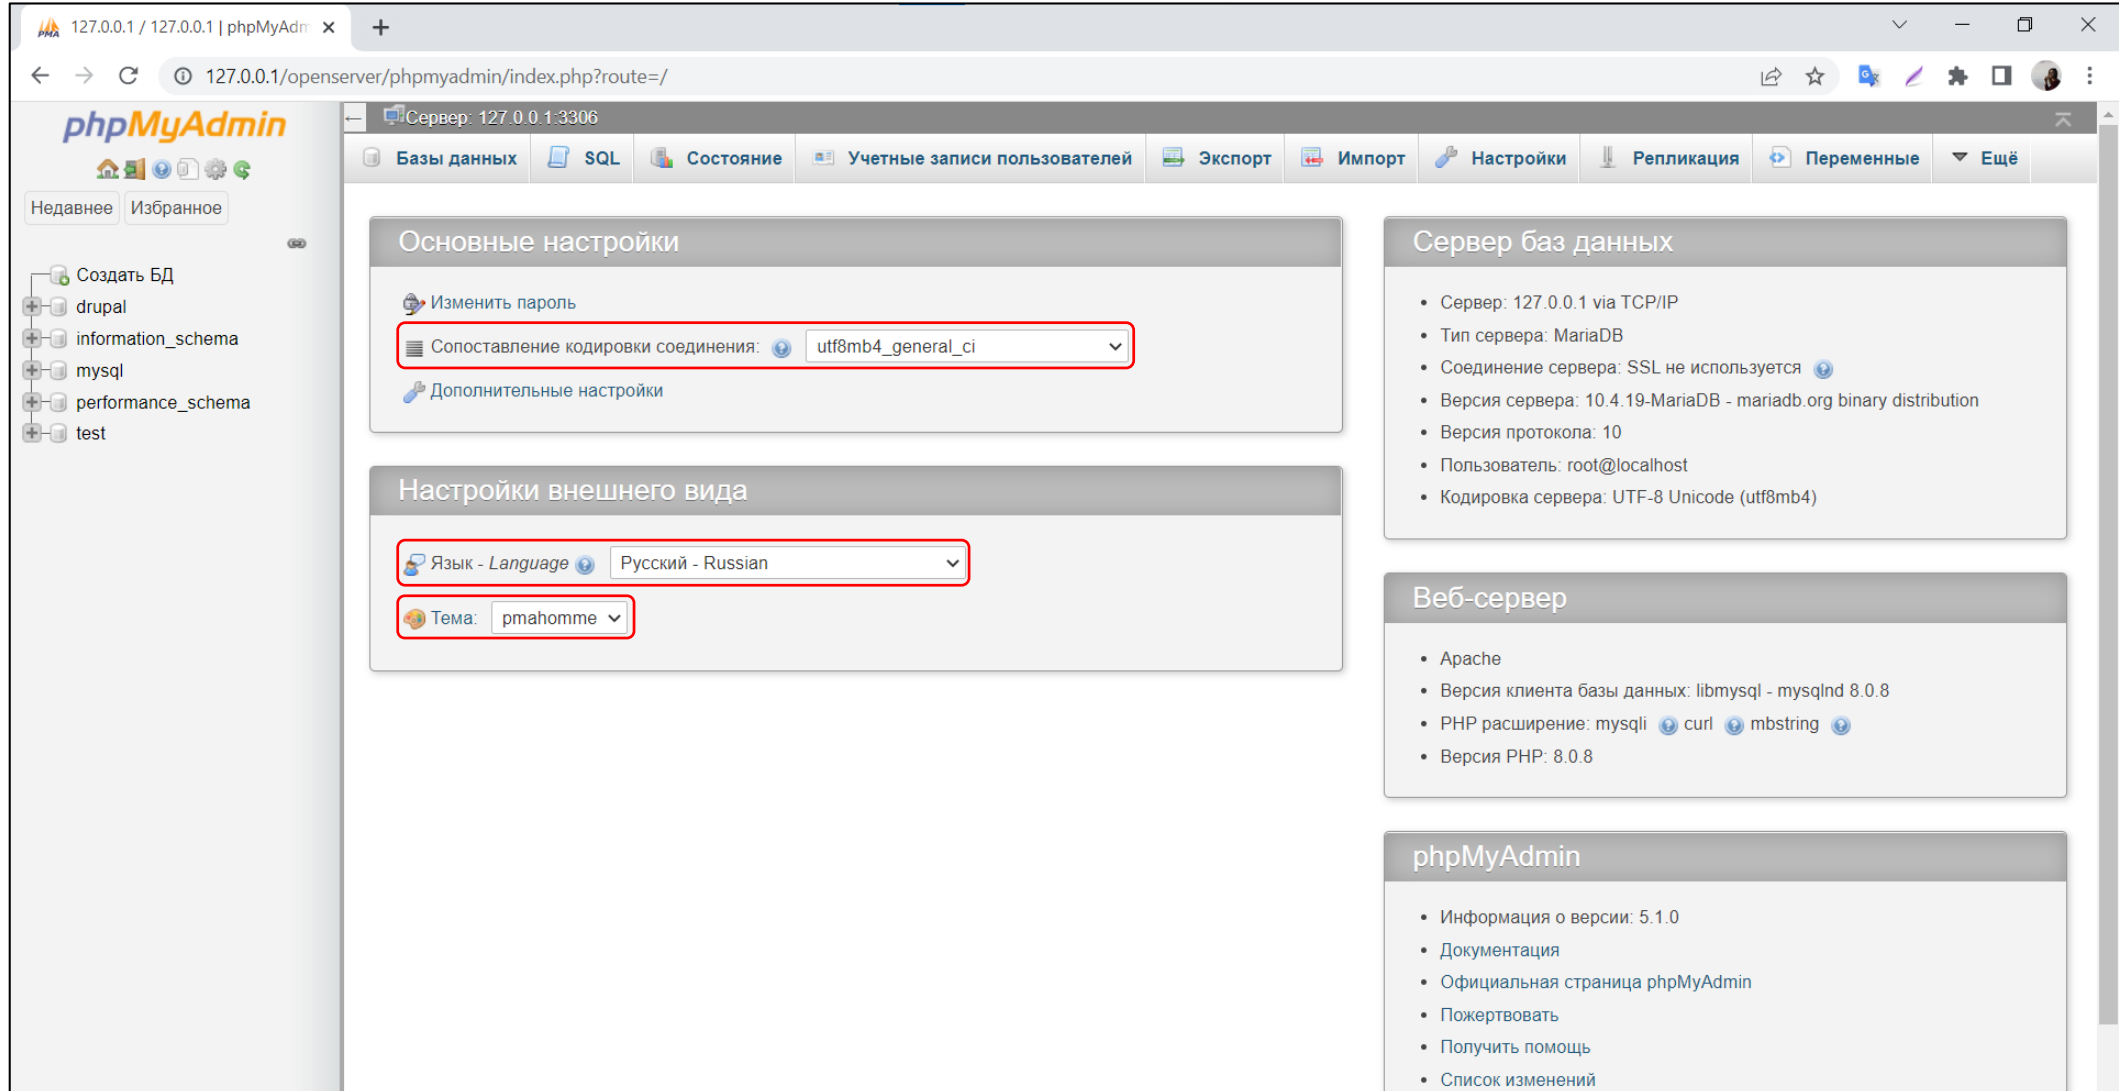 127.0.0.1 / 127.0.0.1 | phpMyAdm
127.0.0.1/openserver/phpmyadmin/index.php?route=/
phpMyAdmin
Недавнее Избранное
Создать БД
drupal
information_schema
mysql
performance_schema
test
Сервер: 127.0.0.1:3306
Базы данных SQL Состояние Учетные записи пользователей Экспорт Импорт Настройки Репликация Переменные Ещё
Основные настройки
Изменить пароль
Сопоставление кодировки соединения: utf8mb4_general_ci
Дополнительные настройки
Настройки внешнего вида
Язык - Language Русский - Russian
Тема: pmahomme
Сервер баз данных
• Сервер: 127.0.0.1 via TCP/IP
• Тип сервера: MariaDB
• Соединение сервера: SSL не используется
• Версия сервера: 10.4.19-MariaDB - mariadb.org binary distribution
• Версия протокола: 10
• Пользователь: root@localhost
• Кодировка сервера: UTF-8 Unicode (utf8mb4)
Веб-сервер
• Apache
• Версия клиента базы данных: libmysql - mysqlnd 8.0.8
• PHP расширение: mysqli curl mbstring
• Версия PHP: 8.0.8
phpMyAdmin
• Информация о версии: 5.1.0
• Документация
• Официальная страница phpMyAdmin
• Пожертвовать
• Получить помощь
• Список изменений